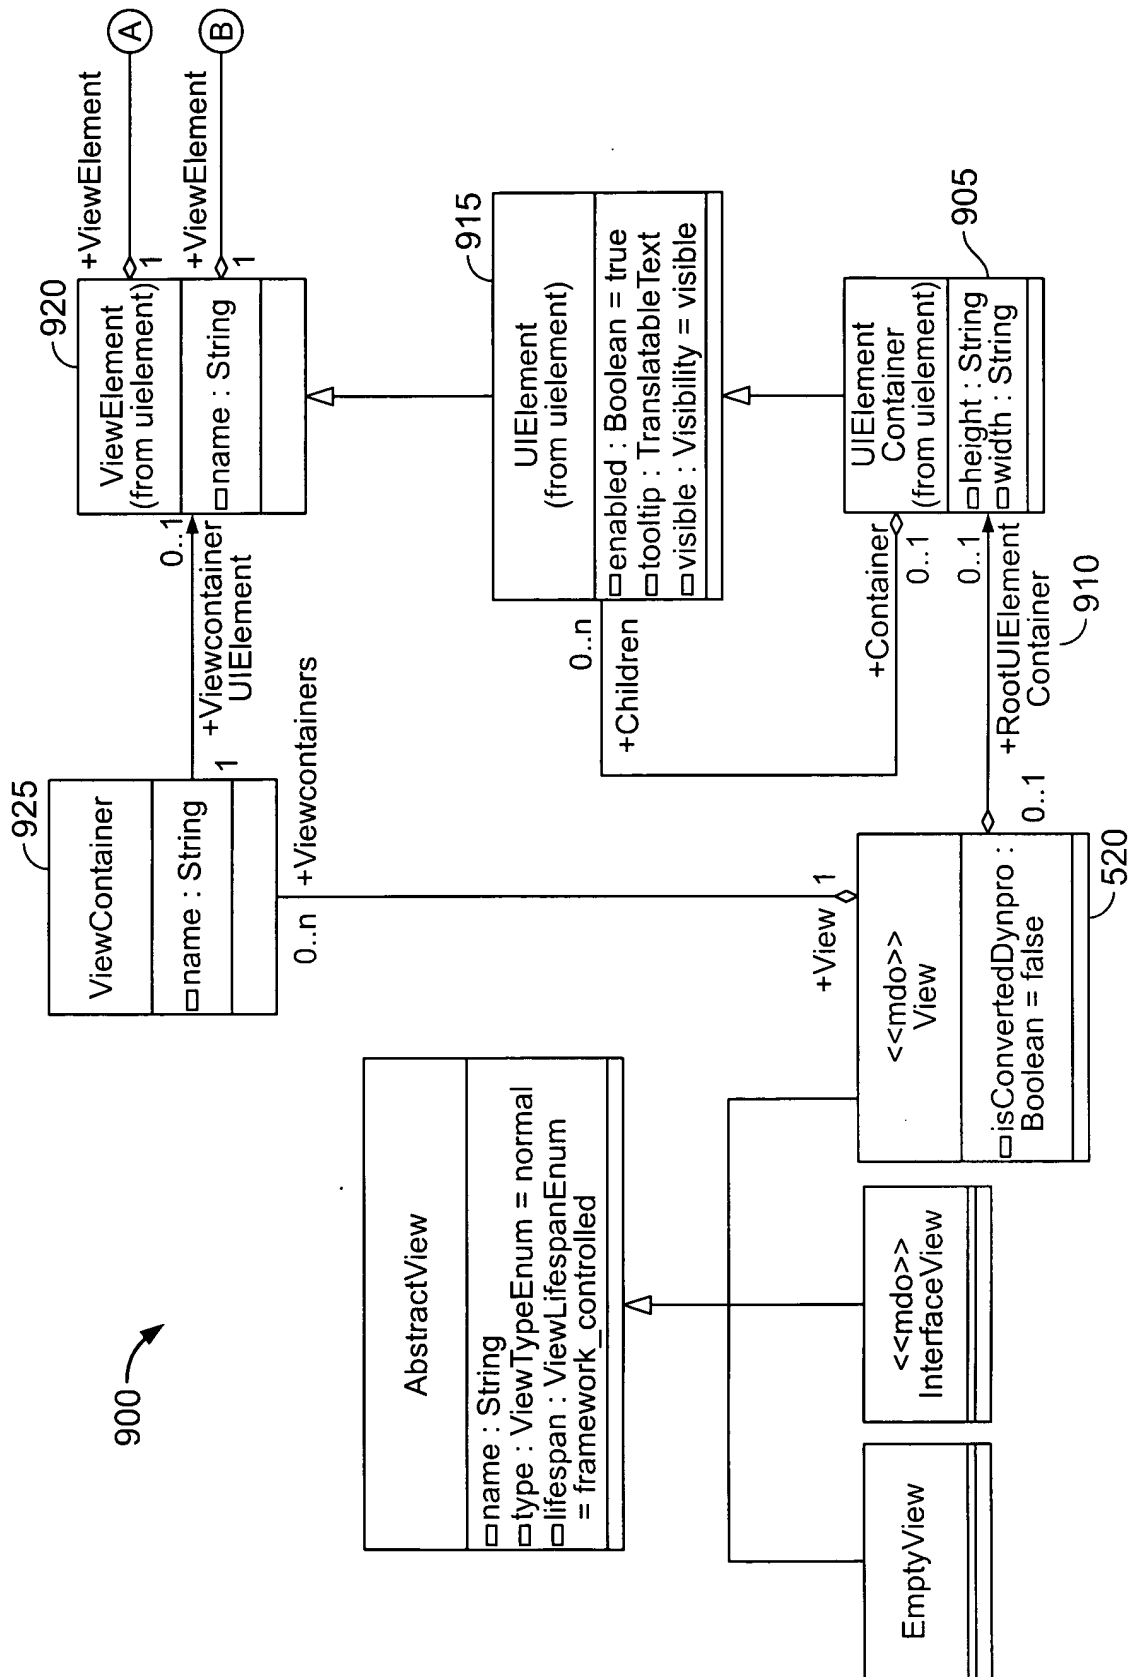 900
AbstractView
name : String
type : ViewTypeEnum = normal
lifespan : ViewLifespanEnum
= framework_controlled
EmptyView
<<mdo>>
InterfaceView
<<mdo>>
View
isConvertedDynpro :
Boolean = false
520
+View
1
0..n
+Viewcontainers
925
ViewContainer
name : String
1
+Viewcontainer
UIElement
0..1
920
ViewElement
(from uielement)
name : String
+ViewElement
1
A
+ViewElement
1
B
915
UIElement
(from uielement)
enabled : Boolean = true
tooltip : TranslatableText
visible : Visibility = visible
0..n
+Children
+Container
0..1
905
UIElement
Container
(from uielement)
height : String
width : String
0..1
+RootUIElement
Container
0..1
910